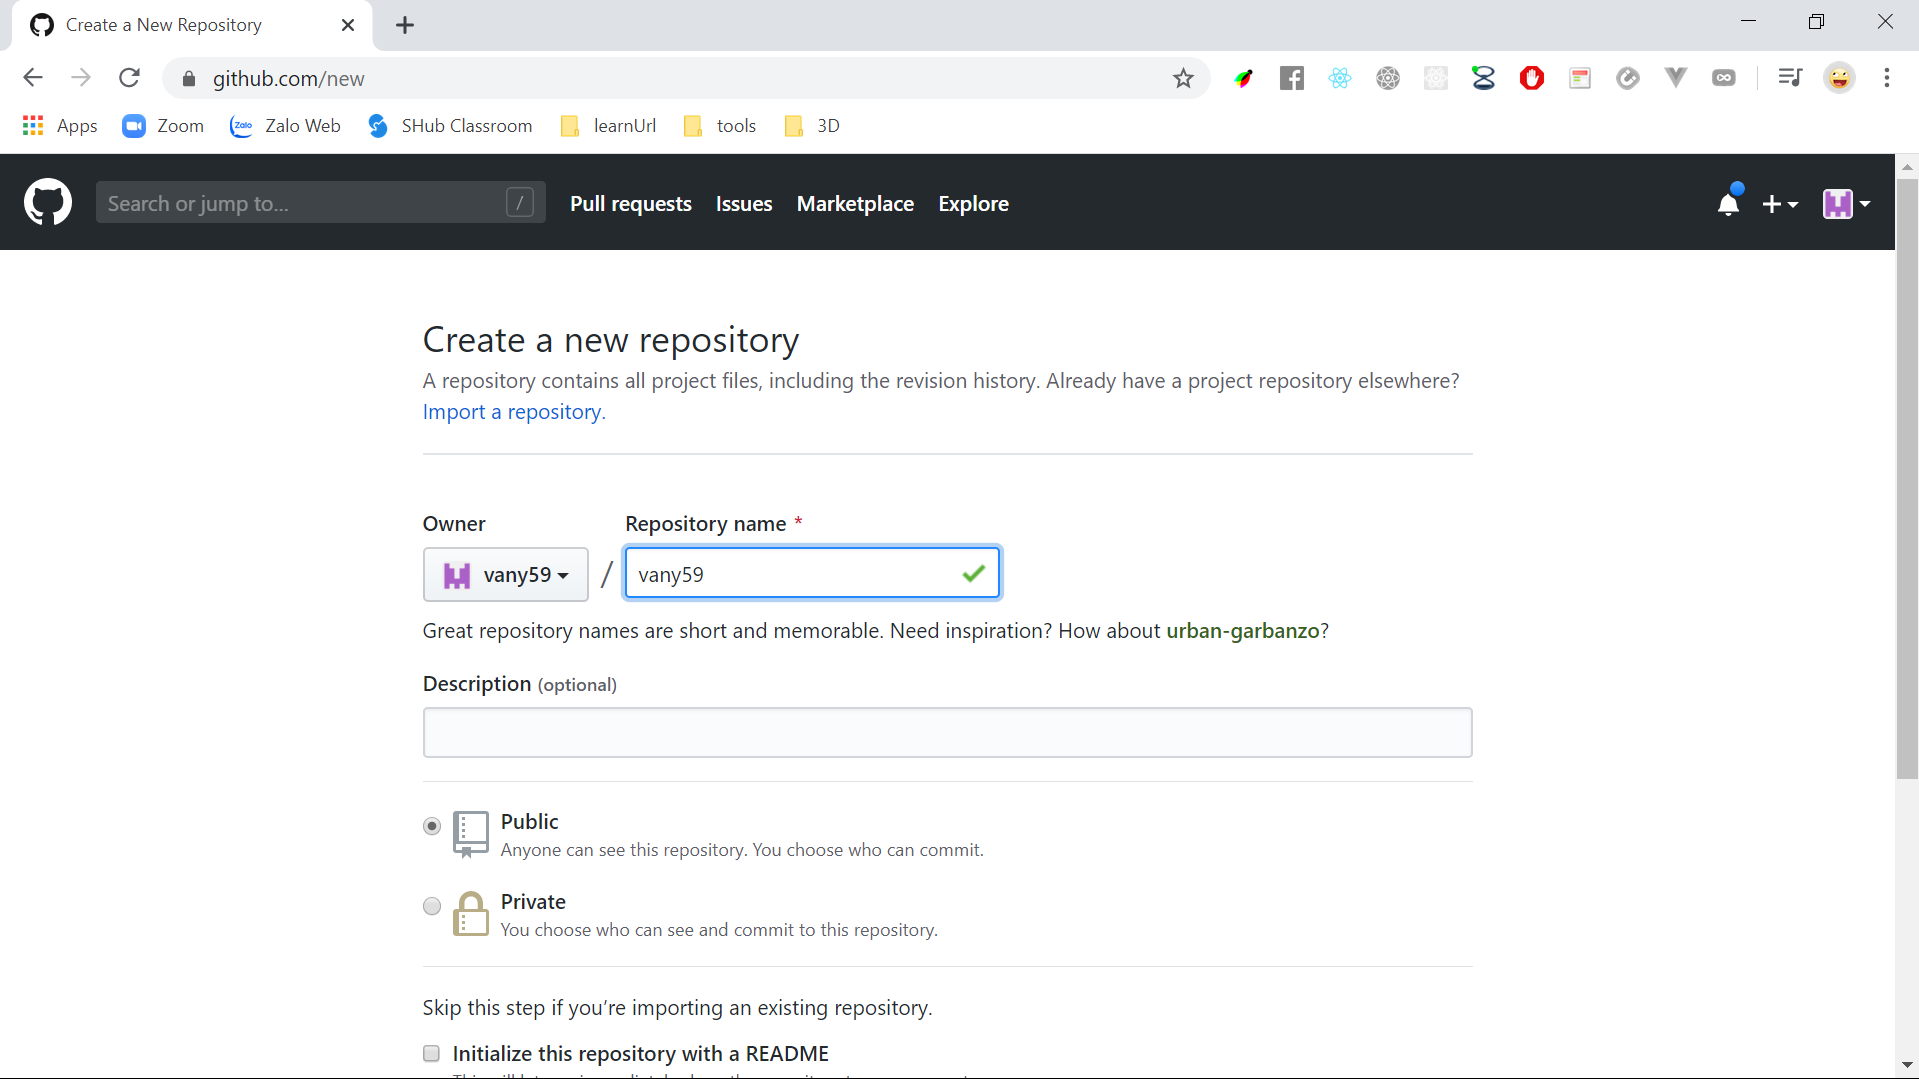 Create a New Repository
github.com/new
Apps Zoom Zalo Zalo Web SHub Classroom learnUrl tools 3D
Search or jump to... / Pull requests Issues Marketplace Explore
Create a new repository
A repository contains all project files, including the revision history. Already have a project repository elsewhere?
Import a repository.
Owner Repository name *
vany59 / vany59
Great repository names are short and memorable. Need inspiration? How about urban-garbanzo?
Description (optional)
Public
Anyone can see this repository. You choose who can commit.
Private
You choose who can see and commit to this repository.
Skip this step if you’re importing an existing repository.
Initialize this repository with a README